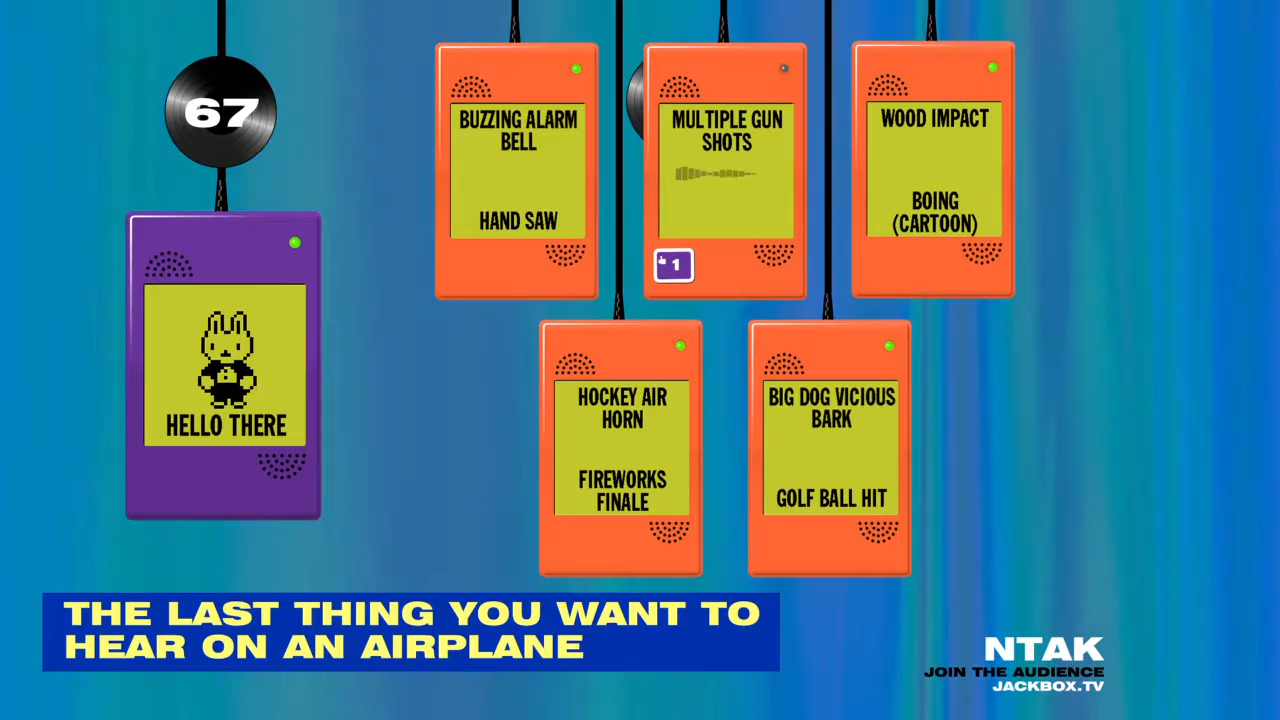 67
HELLO THERE
BUZZING ALARM
BELL
HAND SAW
MULTIPLE GUN
SHOTS
1
WOOD IMPACT
BOING
(CARTOON)
HOCKEY AIR
HORN
FIREWORKS
FINALE
BIG DOG VICIOUS
BARK
GOLF BALL HIT
THE LAST THING YOU WANT TO
HEAR ON AN AIRPLANE
NTAK
JOIN THE AUDIENCE
JACKBOX.TV